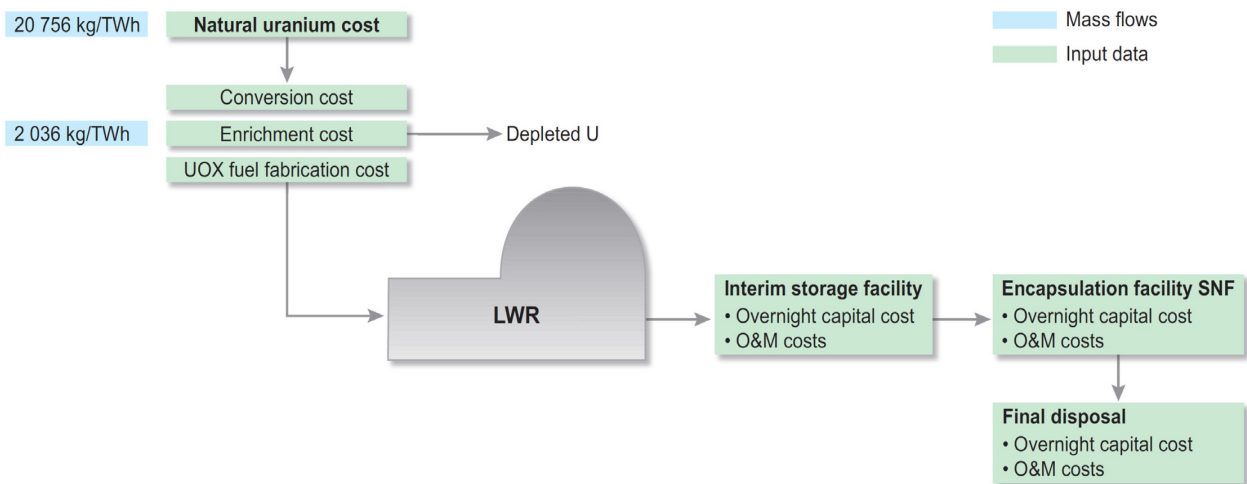 20 756 kg/TWh
Natural uranium cost
Mass flows
Input data
Conversion cost
2 036 kg/TWh
Enrichment cost
Depleted U
UOX fuel fabrication cost
LWR
Interim storage facility
• Overnight capital cost
• O&M costs
Encapsulation facility SNF
• Overnight capital cost
• O&M costs
Final disposal
• Overnight capital cost
• O&M costs